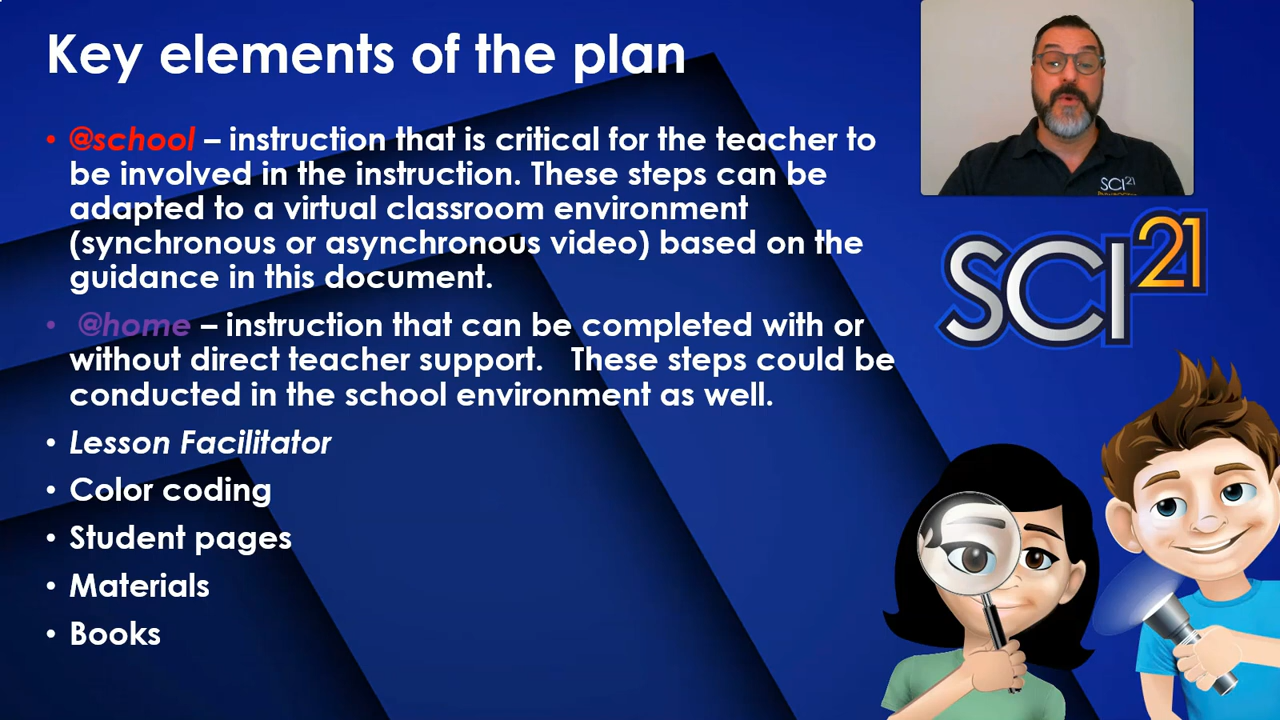 Key elements of the plan
• @school – instruction that is critical for the teacher to
be involved in the instruction. These steps can be
adapted to a virtual classroom environment
(synchronous or asynchronous video) based on the
guidance in this document.
• @home – instruction that can be completed with or
without direct teacher support. These steps could be
conducted in the school environment as well.
• Lesson Facilitator
• Color coding
• Student pages
• Materials
• Books
SCI21
SCI21